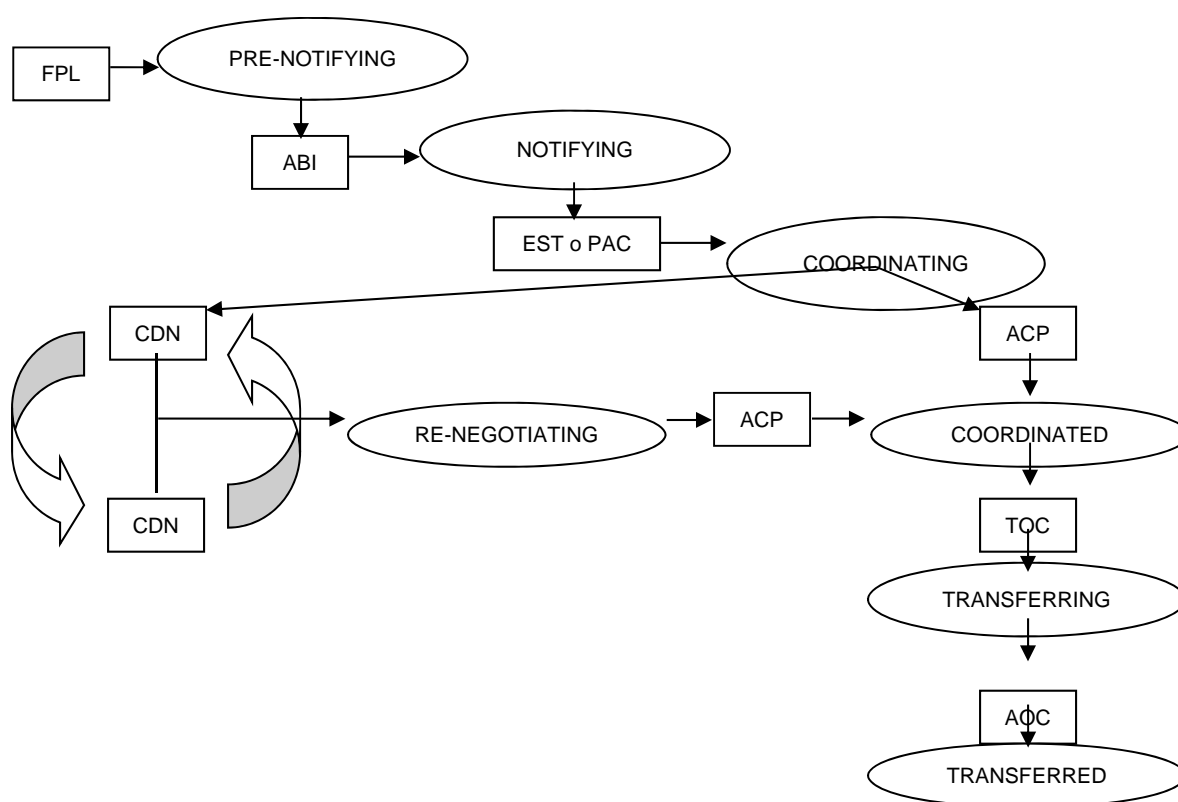 FPL
PRE-NOTIFYING
ABI
NOTIFYING
EST o PAC
COORDINATING
CDN
ACP
RE-NEGOTIATING
ACP
COORDINATED
CDN
TOC
TRANSFERRING
AOC
TRANSFERRED